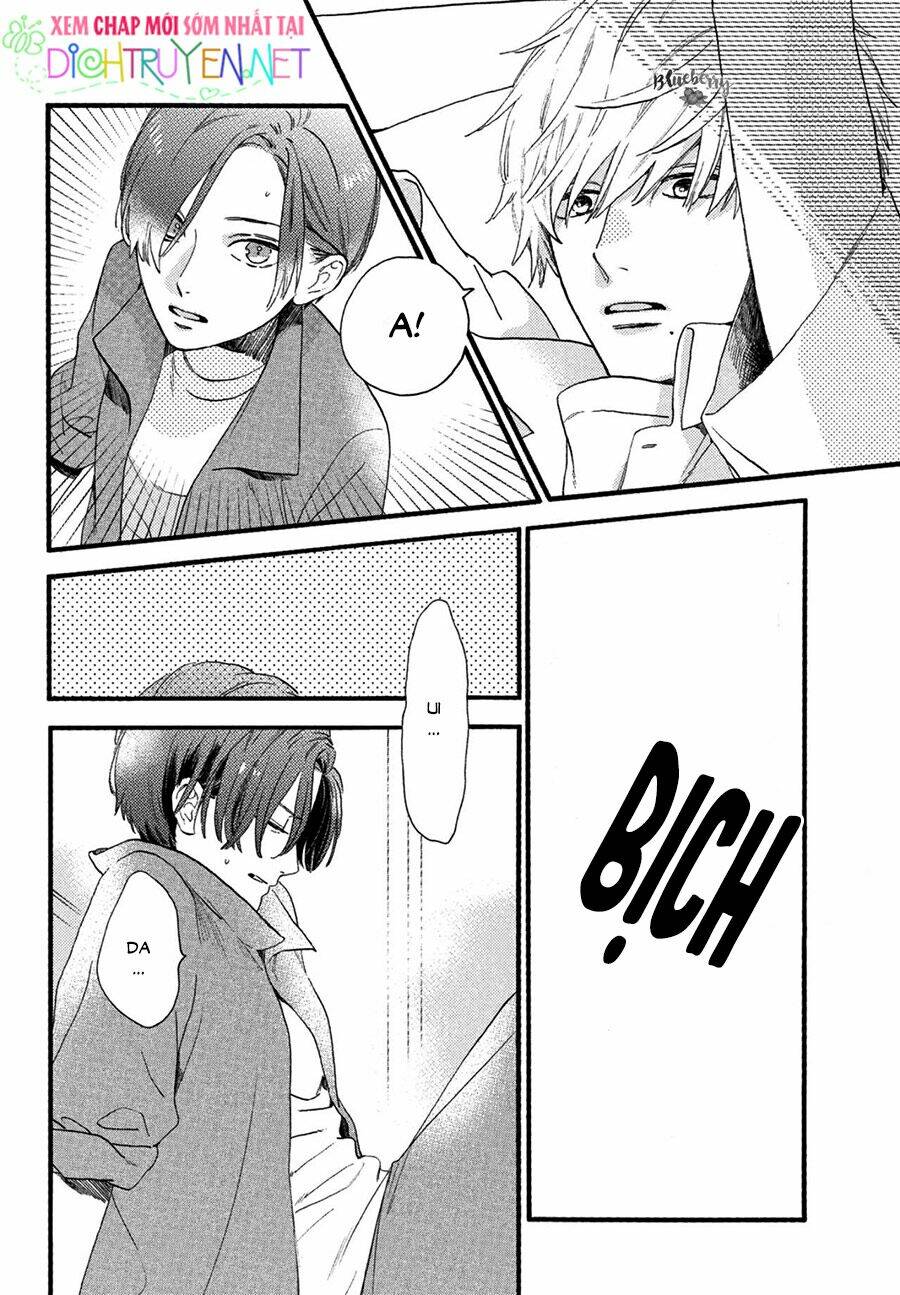 XEM CHAP MỚI SỚM NHẤT TẠI
DICHTRUYEN.NET
Blueberry
A!
BỊCH
UI
...
DA
...